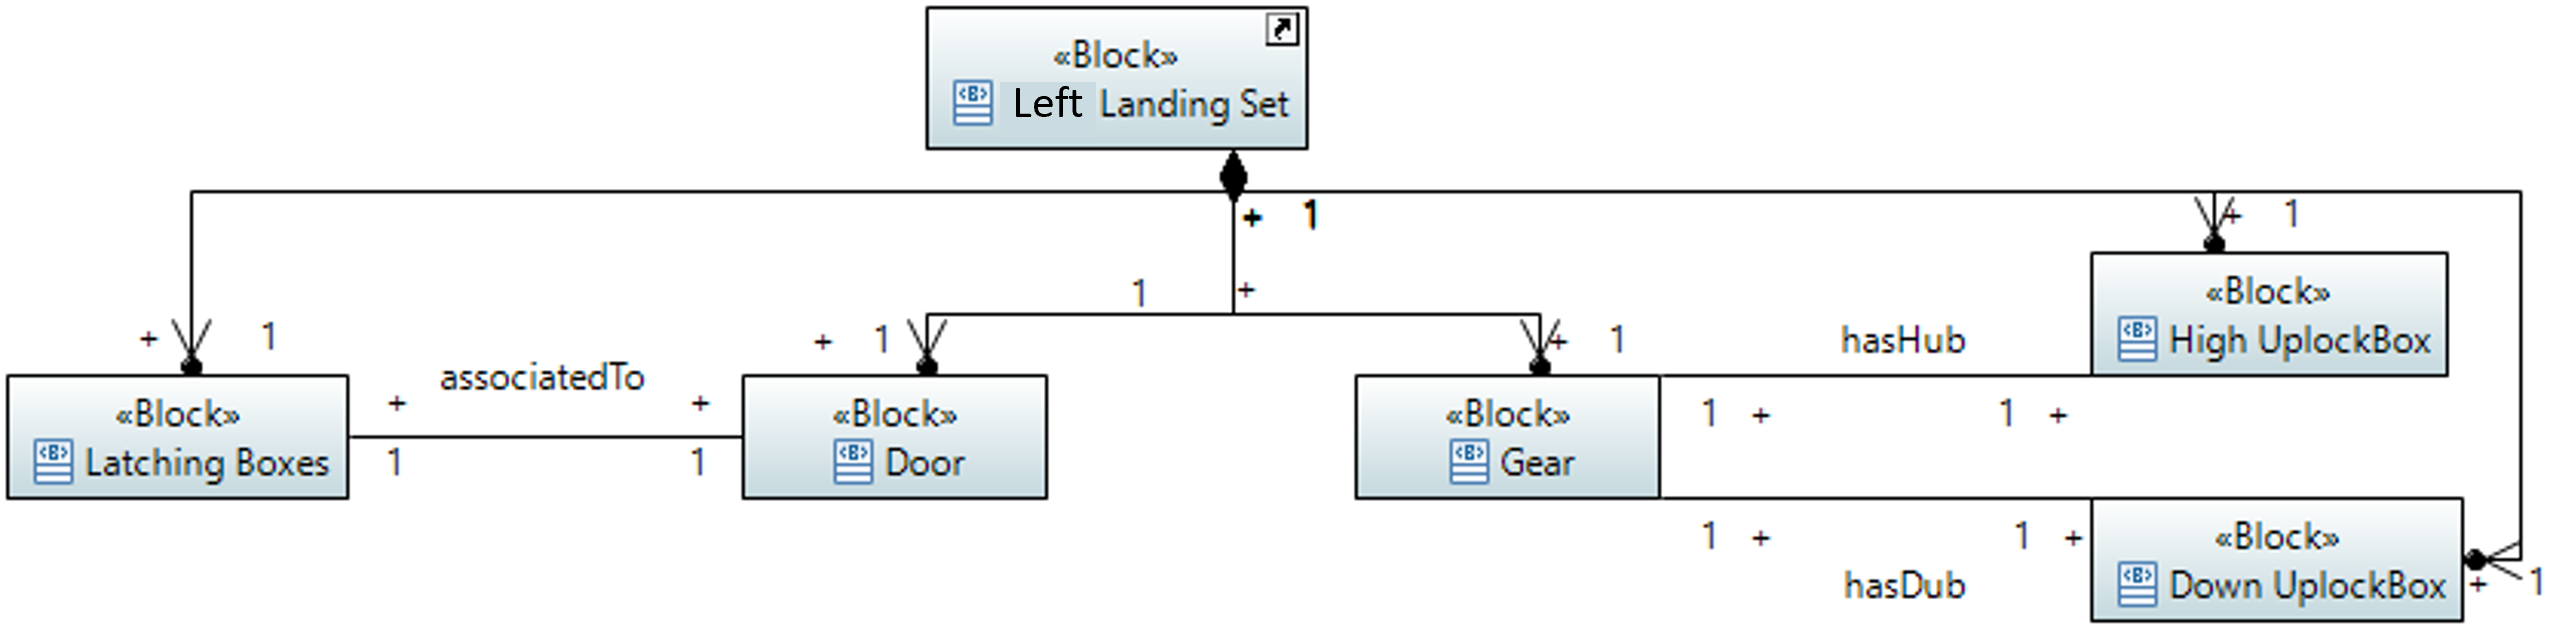 «Block»
Left Landing Set
+ 1
+ 1
1 +
«Block»
High UplockBox
+ 1
+ 1
+ 1
hasHub
associatedTo
+ +
1 1
«Block»
Latching Boxes
«Block»
Door
«Block»
Gear
1 + 1 +
1 + 1 +
hasDub
«Block»
Down UplockBox
+ 1